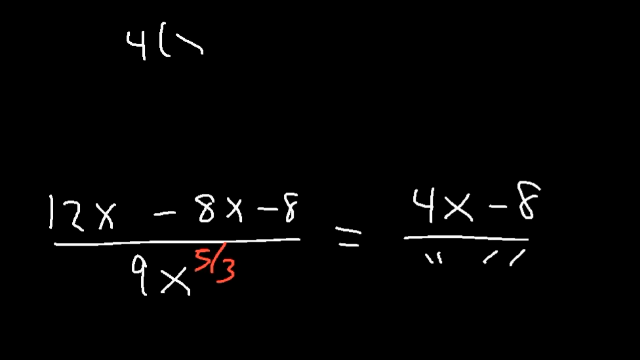 4(
12x - 8x - 8 = 4x - 8
9x^5/3 " "